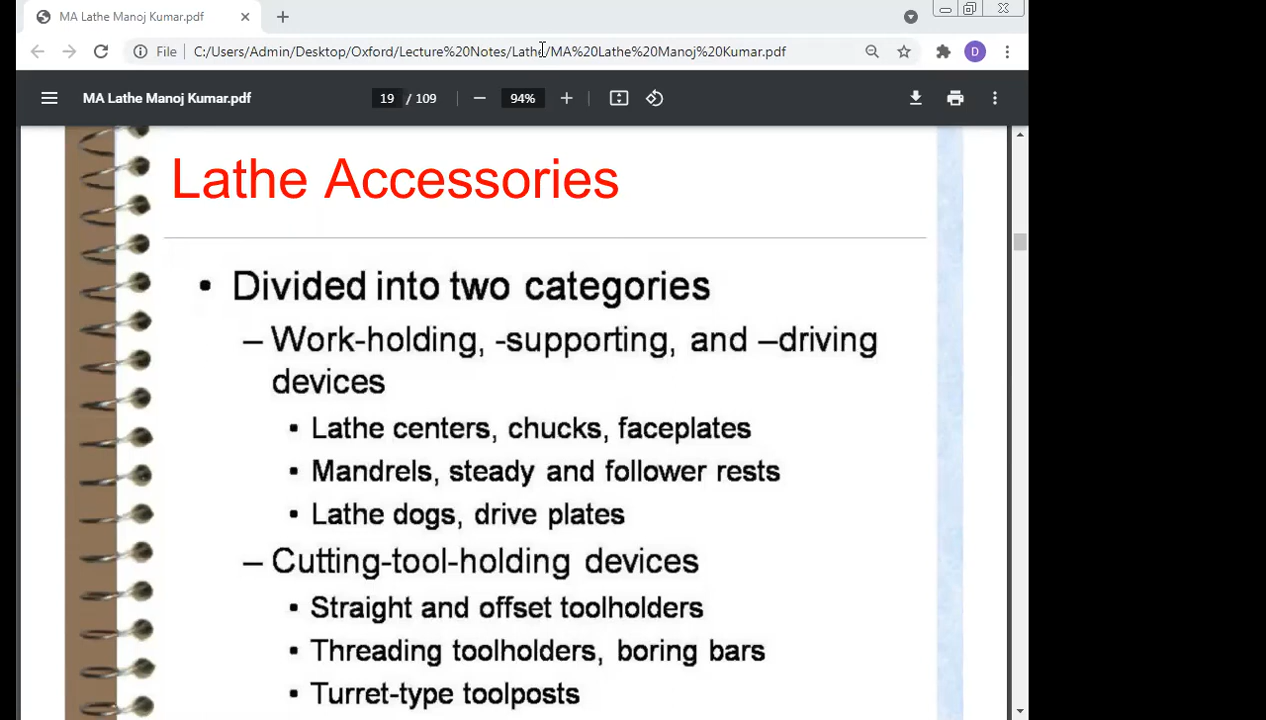 MA Lathe Manoj Kumar.pdf
File C:/Users/Admin/Desktop/Oxford/Lecture%20Notes/Lathe/MA%20Lathe%20Manoj%20Kumar.pdf D
MA Lathe Manoj Kumar.pdf 19 / 109 94%
Lathe Accessories
• Divided into two categories
– Work-holding, -supporting, and –driving
devices
▪ Lathe centers, chucks, faceplates
▪ Mandrels, steady and follower rests
▪ Lathe dogs, drive plates
– Cutting-tool-holding devices
▪ Straight and offset toolholders
▪ Threading toolholders, boring bars
▪ Turret-type toolposts